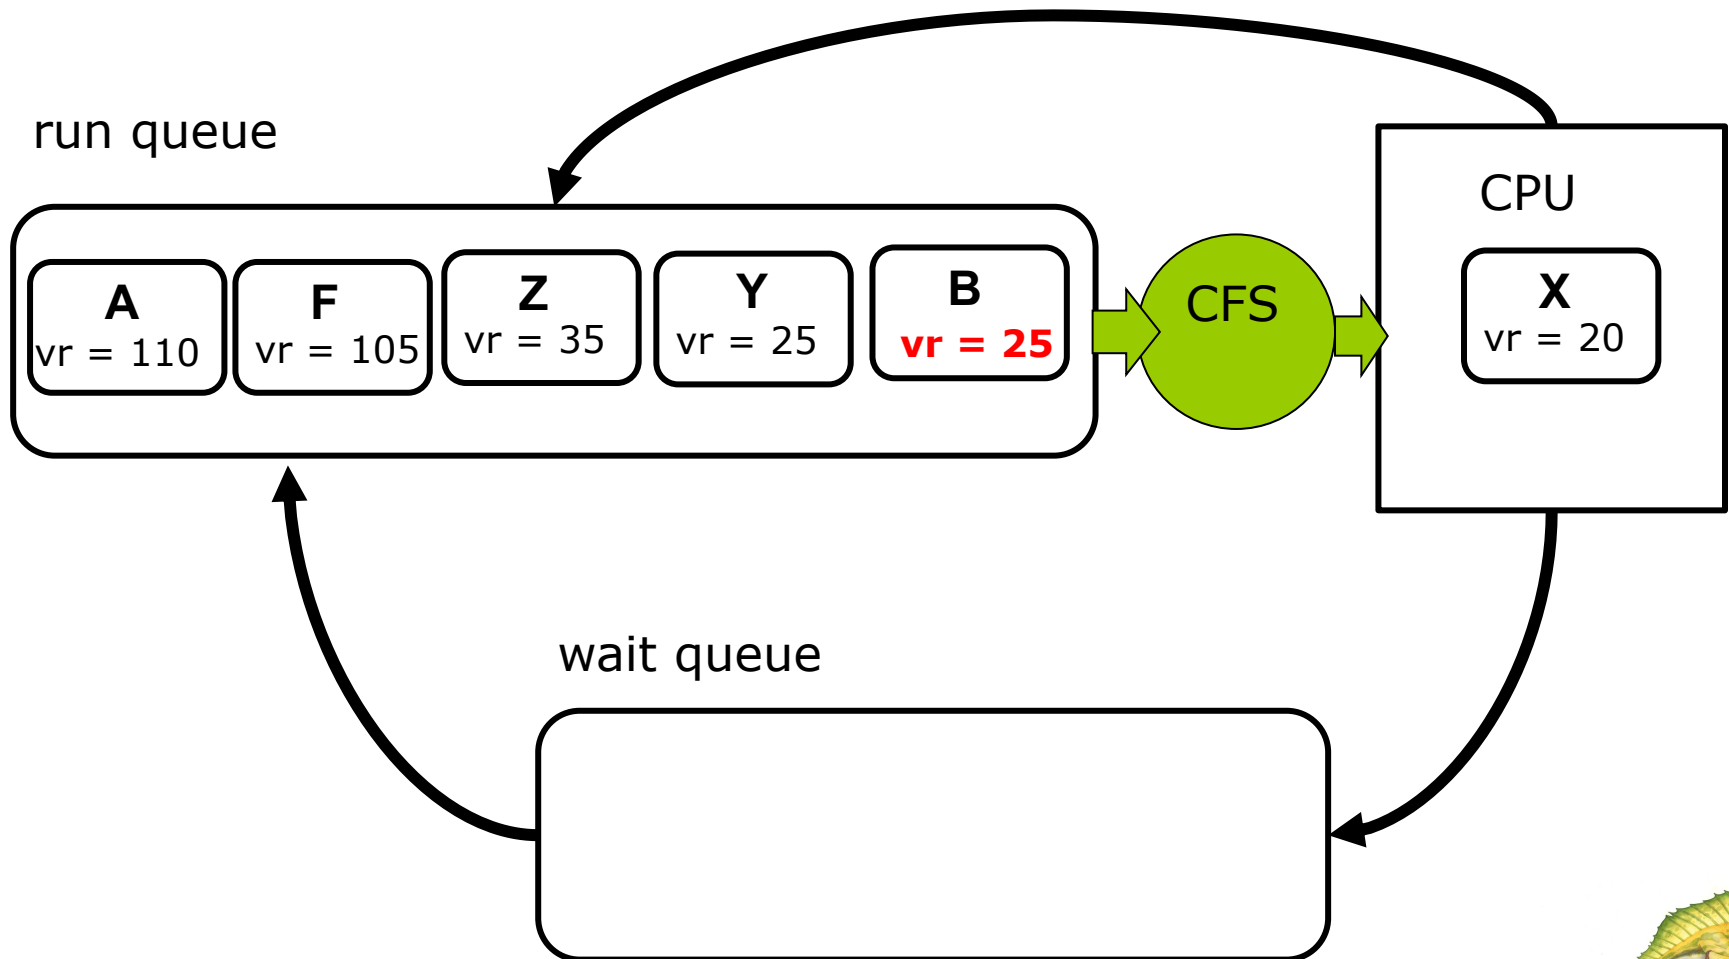 run queue
CPU
A
vr = 110
F
vr = 105
Z
vr = 35
Y
vr = 25
B
vr = 25
CFS
X
vr = 20
wait queue